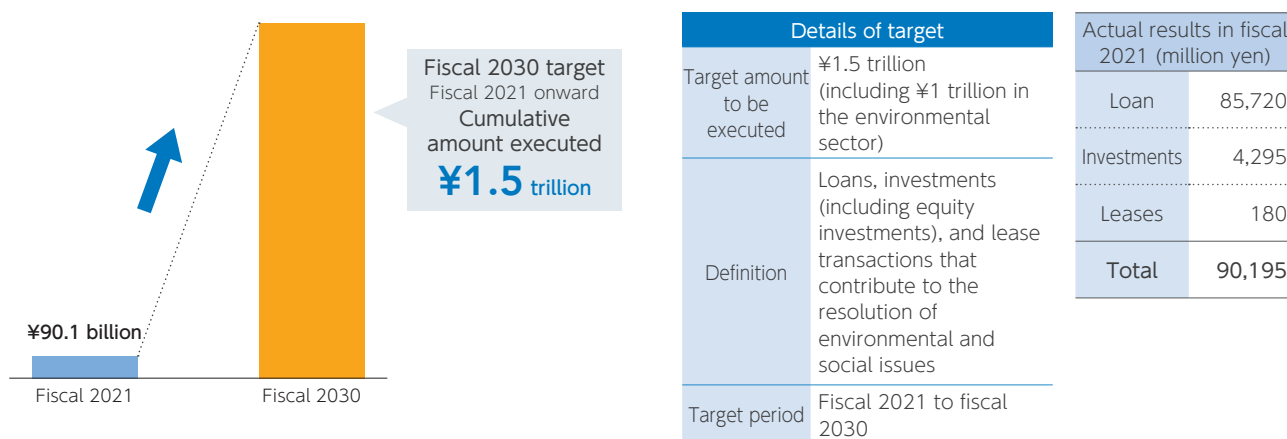 Fiscal 2030 target
Fiscal 2021 onward
Cumulative
amount executed
¥1.5 trillion
¥90.1 billion
Fiscal 2021
Fiscal 2030
Details of target
Target amount
to be
executed
¥1.5 trillion
(including ¥1 trillion in
the environmental
sector)
Definition
Loans, investments
(including equity
investments), and lease
transactions that
contribute to the
resolution of
environmental and
social issues
Target period
Fiscal 2021 to fiscal
2030
Actual results in fiscal
2021 (million yen)
Loan 85,720
Investments 4,295
Leases 180
Total 90,195